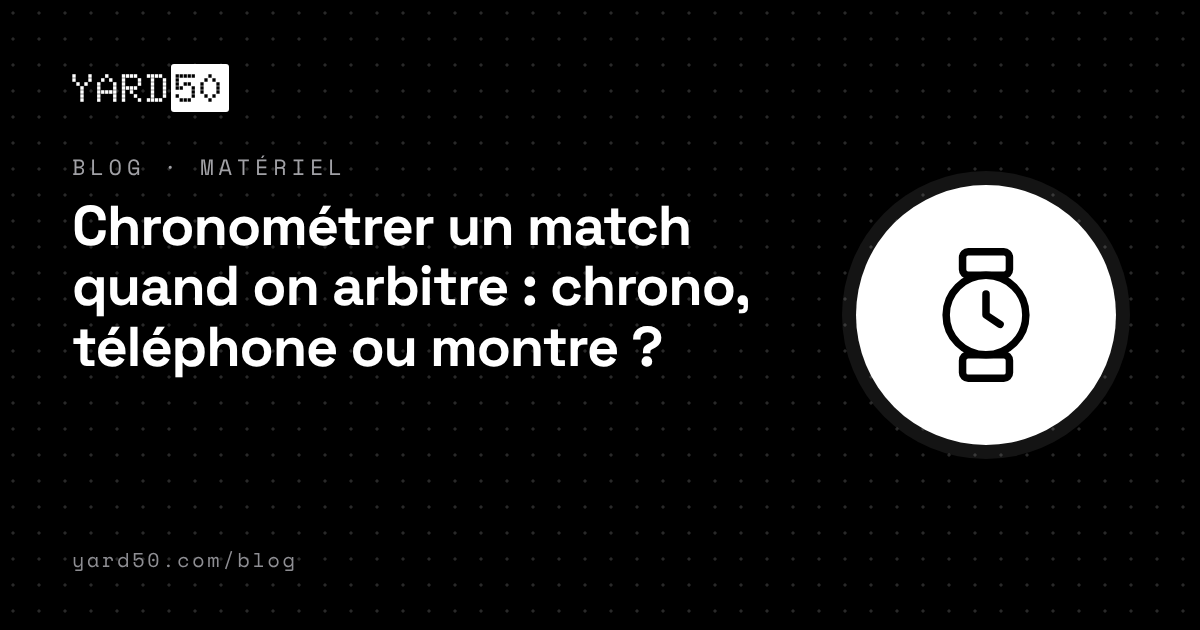 YARD50
BLOG · MATÉRIEL
Chronométrer un match
quand on arbitre : chrono,
téléphone ou montre ?
yard50.com/blog